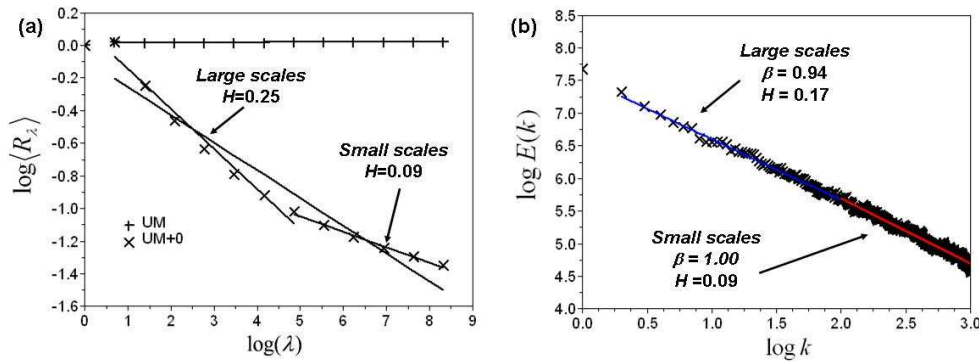 (a)
0.2
0.0
-0.2
-0.4
-0.6
-0.8
-1.0
-1.2
-1.4
-1.6
log⟨R_λ⟩
Large scales
H=0.25
Small scales
H=0.09
UM
UM+0
0 1 2 3 4 5 6 7 8 9
log(λ)
(b)
8.5
8.0
7.5
7.0
6.5
6.0
5.5
5.0
4.5
4.0
log E(k)
Large scales
β = 0.94
H = 0.17
Small scales
β = 1.00
H =0.09
0.0 0.5 1.0 1.5 2.0 2.5 3.0
log k